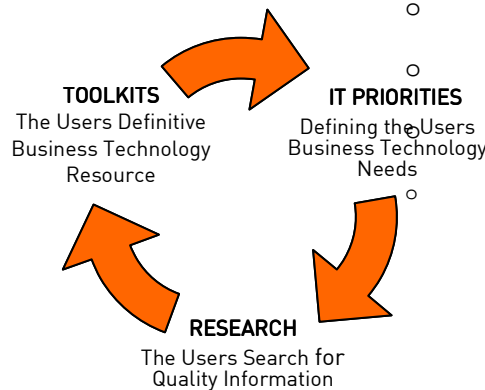 TOOLKITS
The Users Definitive
Business Technology
Resource
IT PRIORITIES
Defining the Users
Business Technology
Needs
RESEARCH
The Users Search for
Quality Information